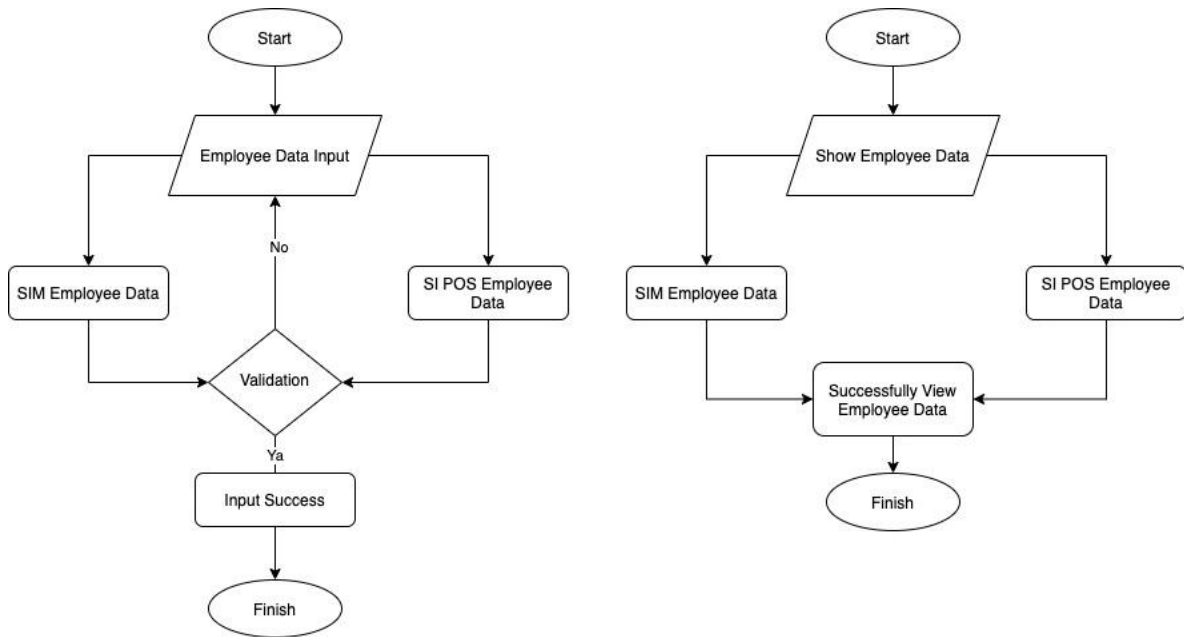 Start
Employee Data Input
No
SIM Employee Data
SI POS Employee
Data
Validation
Ya
Input Success
Finish
Start
Show Employee Data
SIM Employee Data
SI POS Employee
Data
Successfully View
Employee Data
Finish